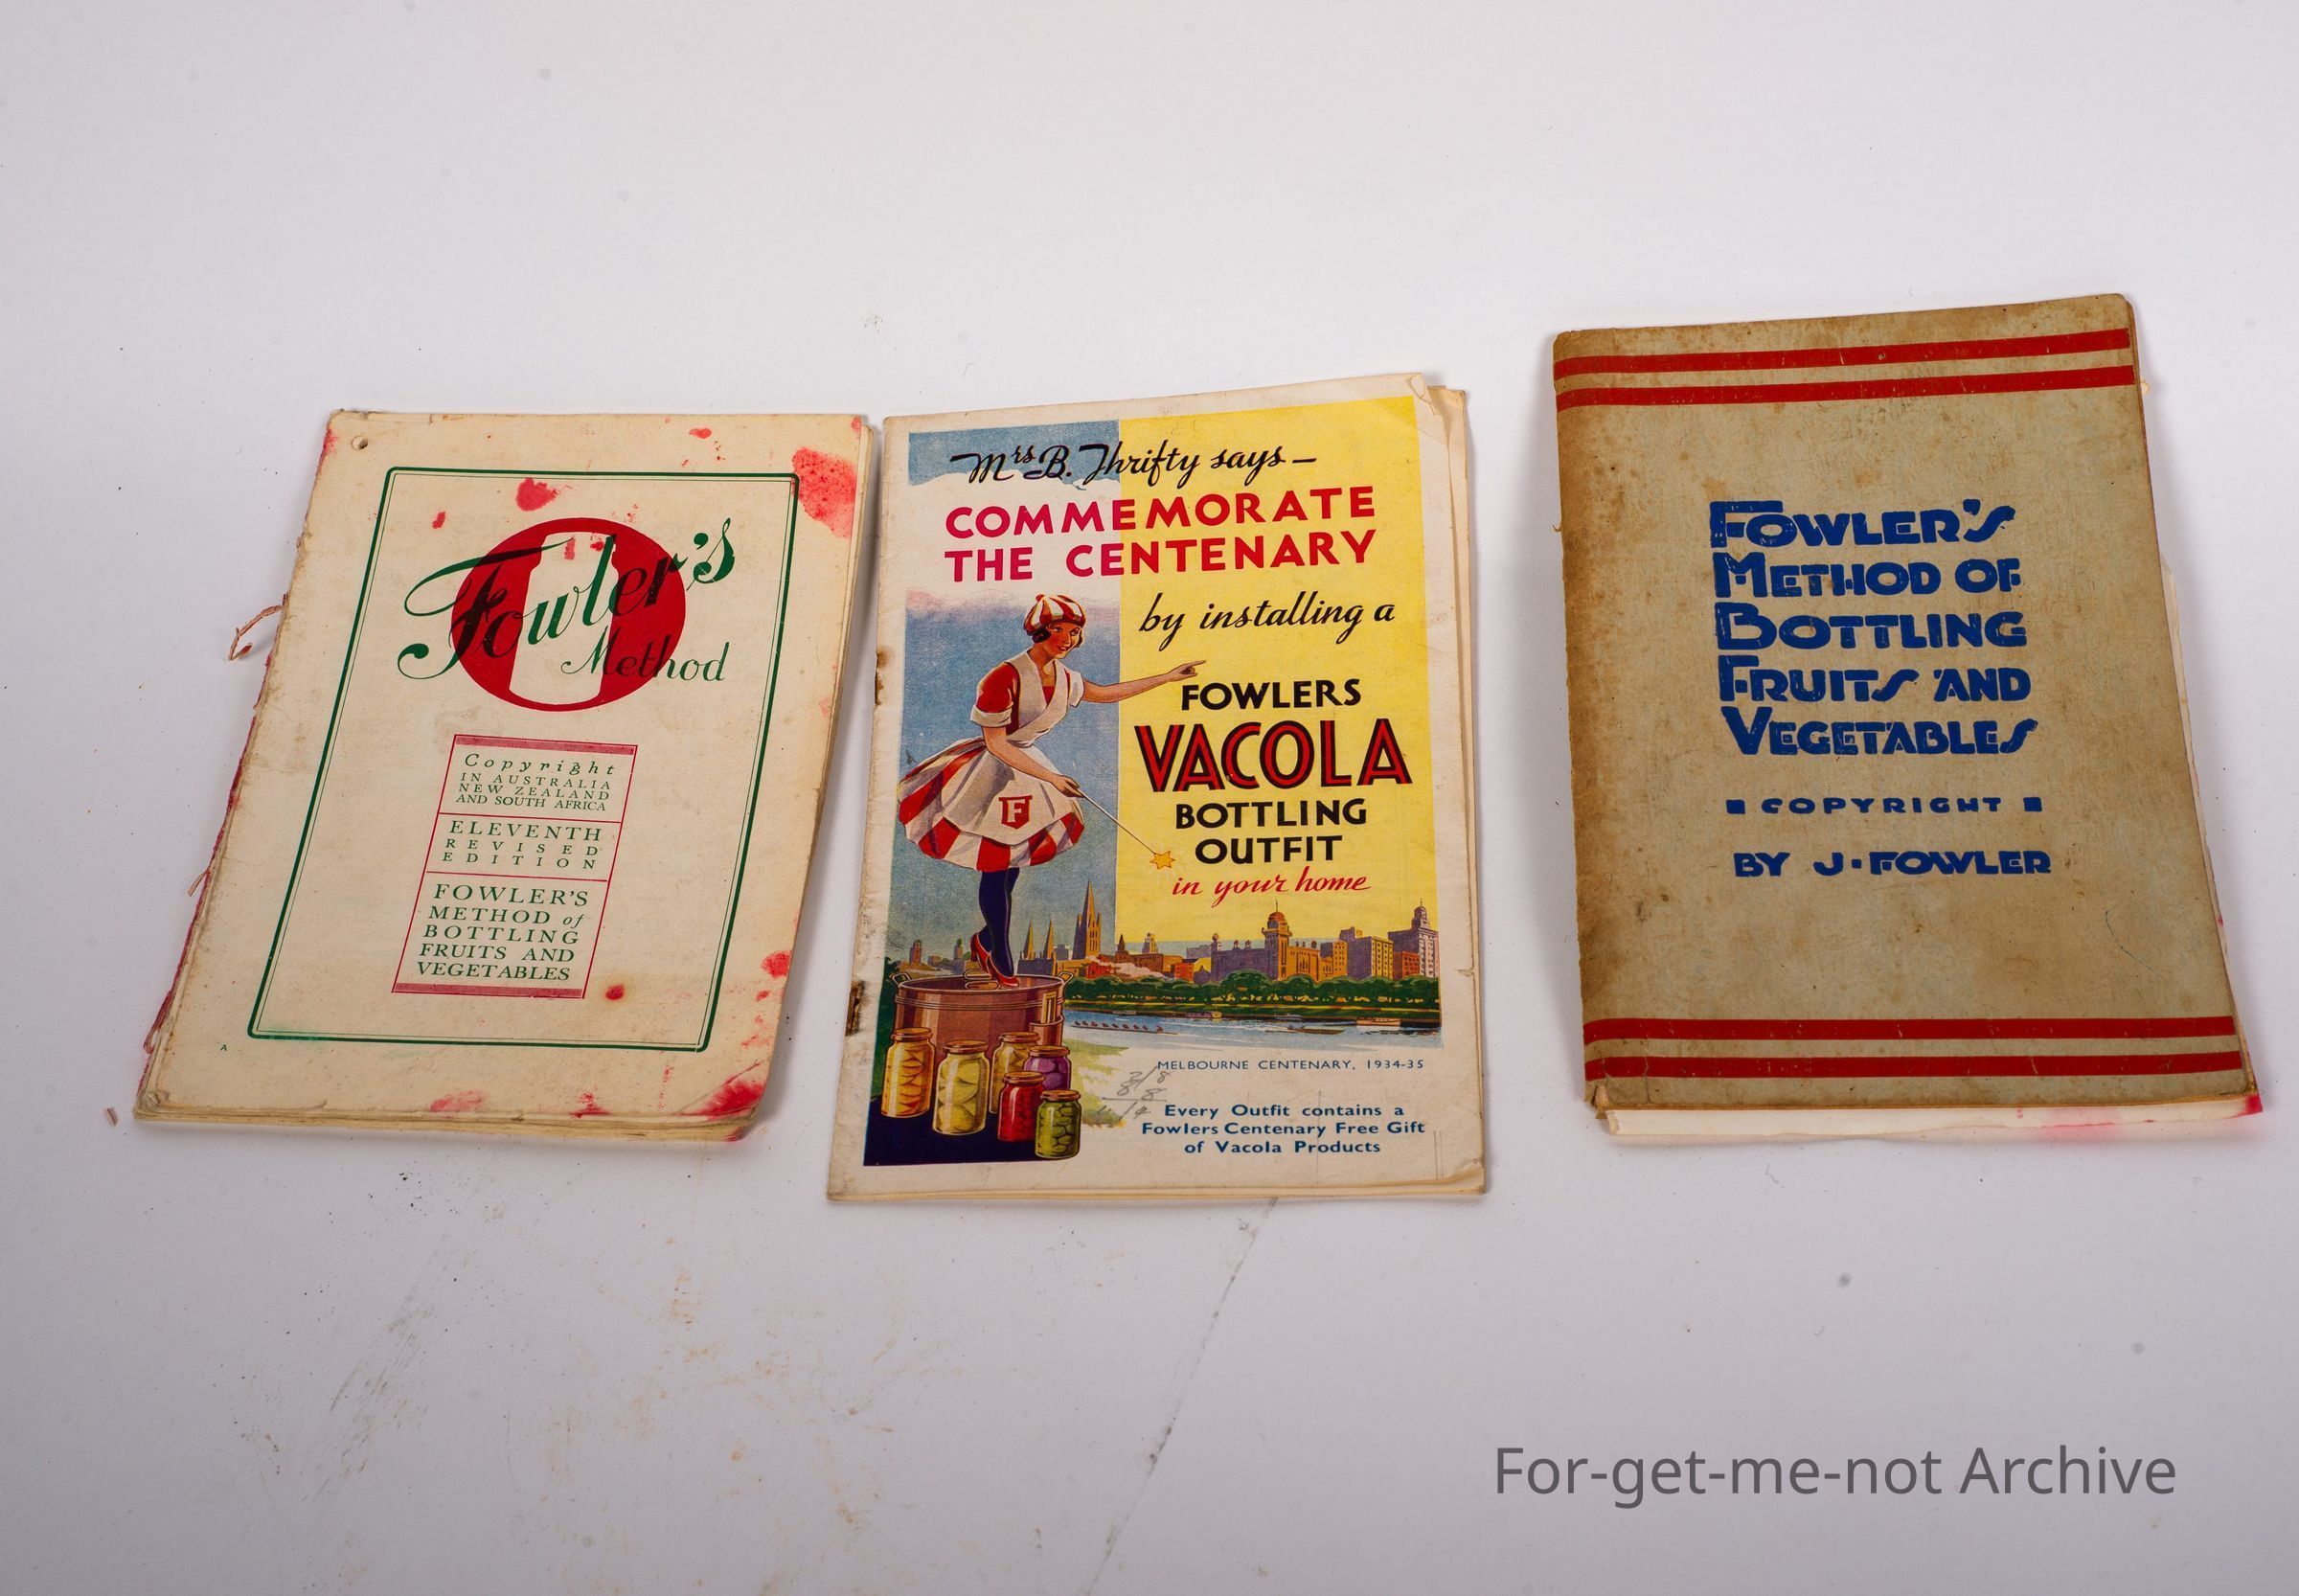 Fowler's
Method
Copyright
IN AUSTRALIA
NEW ZEALAND
AND SOUTH AFRICA
ELEVENTH
REVISED
EDITION
FOWLER'S
METHOD of
BOTTLING
FRUITS AND
VEGETABLES
A
Mrs B. Thrifty says —
COMMEMORATE
THE CENTENARY
by installing a
FOWLERS
VACOLA
BOTTLING
OUTFIT
in your home
F
MELBOURNE CENTENARY, 1934-35
Every Outfit contains a
Fowlers Centenary Free Gift
of Vacola Products
FOWLER'S
METHOD OF
BOTTLING
FRUITS AND
VEGETABLES
COPYRIGHT
BY J. FOWLER
For-get-me-not Archive